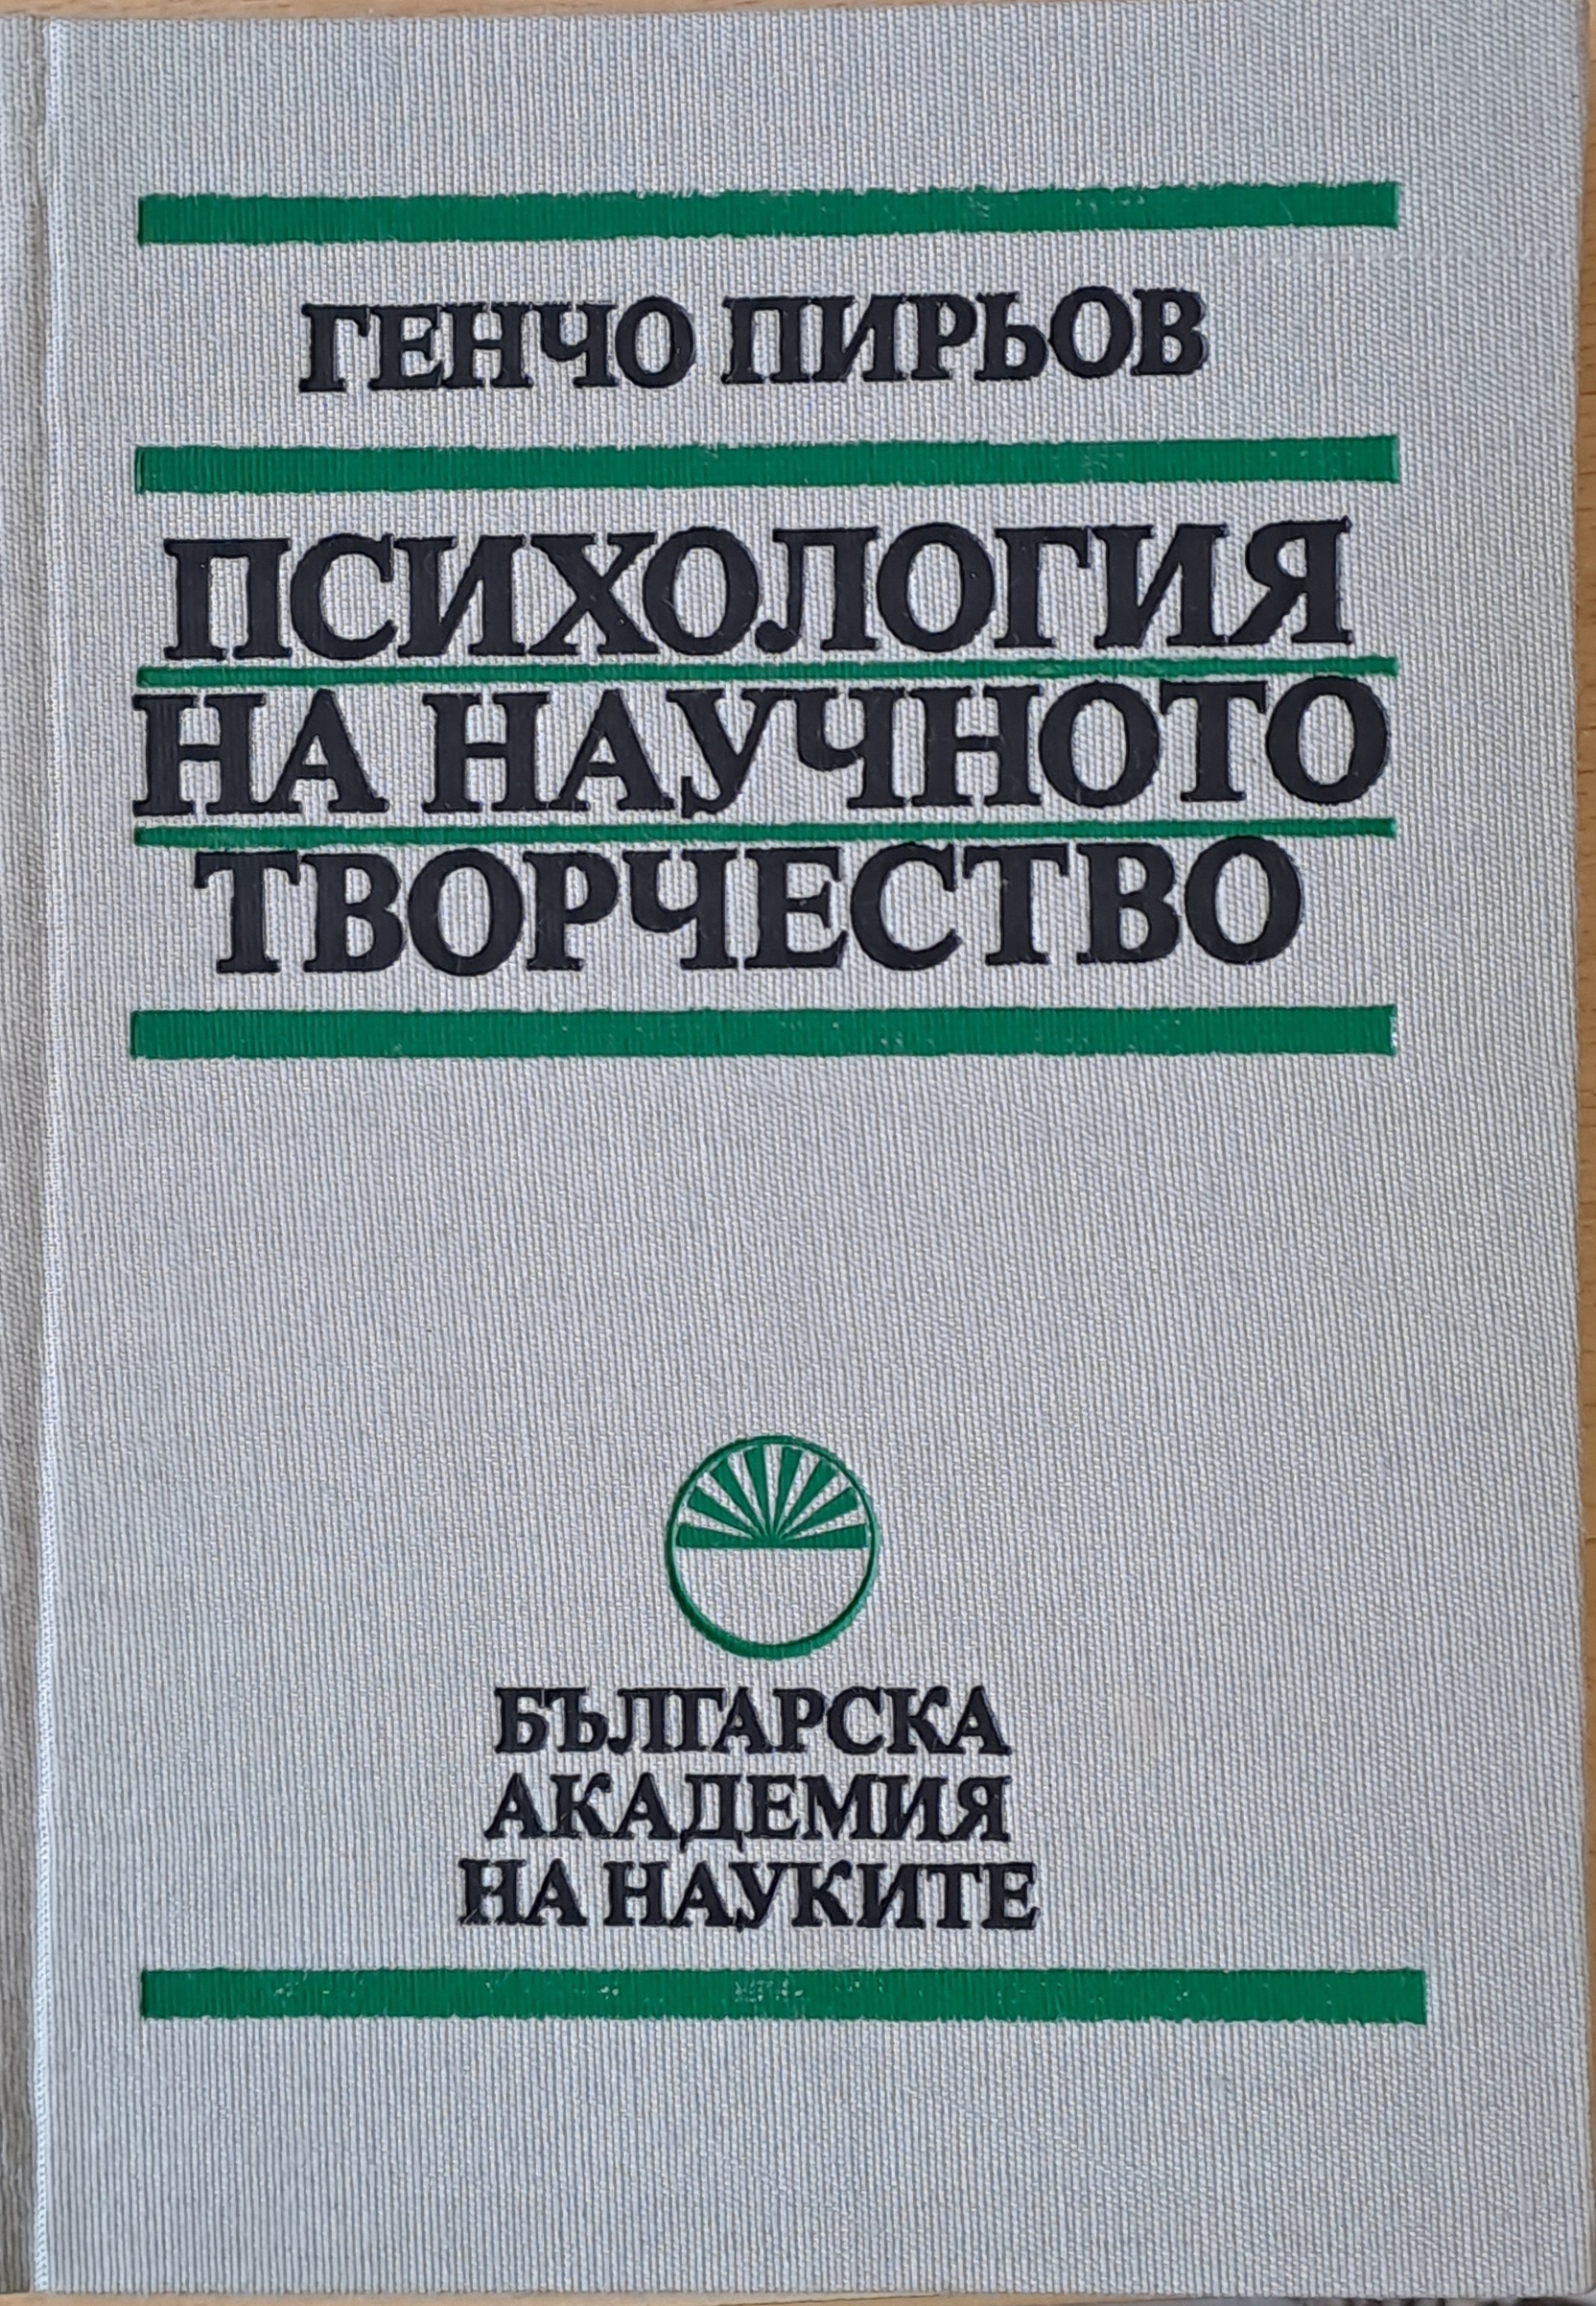 ГЕНЧО ПИРЬОВ
ПСИХОЛОГИЯ
НА НАУЧНОТО
ТВОРЧЕСТВО
БЪЛГАРСКА
АКАДЕМИЯ
НА НАУКИТЕ